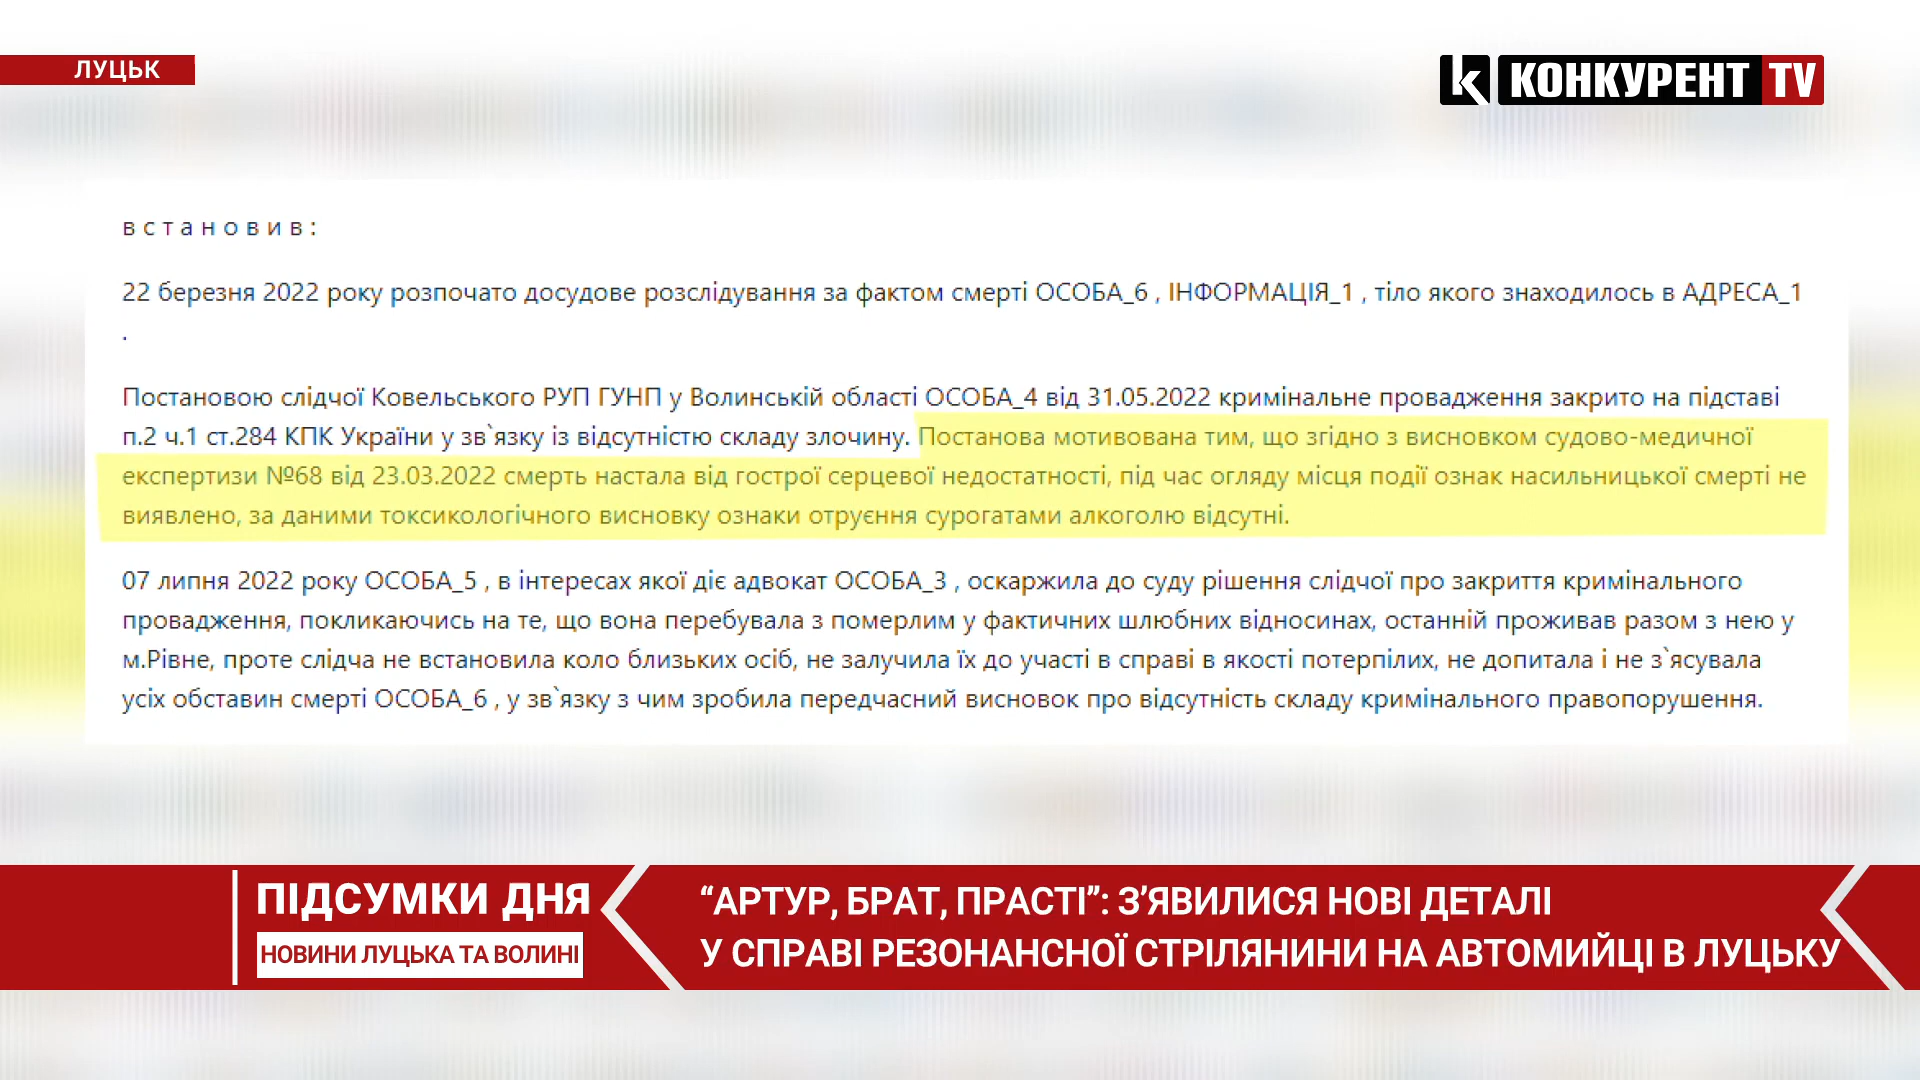 ЛУЦЬК
КОНКУРЕНТ TV
в с т а н о в и в :
22 березня 2022 року розпочато досудове розслідування за фактом смерті ОСОБА_6 , ІНФОРМАЦІЯ_1 , тіло якого знаходилось в АДРЕСА_1
.
Постановою слідчої Ковельського РУП ГУНП у Волинській області ОСОБА_4 від 31.05.2022 кримінальне провадження закрито на підставі
п.2 ч.1 ст.284 КПК України у зв`язку із відсутністю складу злочину. Постанова мотивована тим, що згідно з висновком судово-медичної
експертизи №68 від 23.03.2022 смерть настала від гострої серцевої недостатності, під час огляду місця події ознак насильницької смерті не
виявлено, за даними токсикологічного висновку ознаки отруєння сурогатами алкоголю відсутні.
07 липня 2022 року ОСОБА_5 , в інтересах якої діє адвокат ОСОБА_3 , оскаржила до суду рішення слідчої про закриття кримінального
провадження, покликаючись на те, що вона перебувала з померлим у фактичних шлюбних відносинах, останній проживав разом з нею у
м.Рівне, проте слідча не встановила коло близьких осіб, не залучила їх до участі в справі в якості потерпілих, не допитала і не з`ясувала
усіх обставин смерті ОСОБА_6 , у зв`язку з чим зробила передчасний висновок про відсутність складу кримінального правопорушення.
ПІДСУМКИ ДНЯ
НОВИНИ ЛУЦЬКА ТА ВОЛИНІ
“АРТУР, БРАТ, ПРАСТІ”: З’ЯВИЛИСЯ НОВІ ДЕТАЛІ
У СПРАВІ РЕЗОНАНСНОЇ СТРІЛЯНИНИ НА АВТОМИЙЦІ В ЛУЦЬКУ